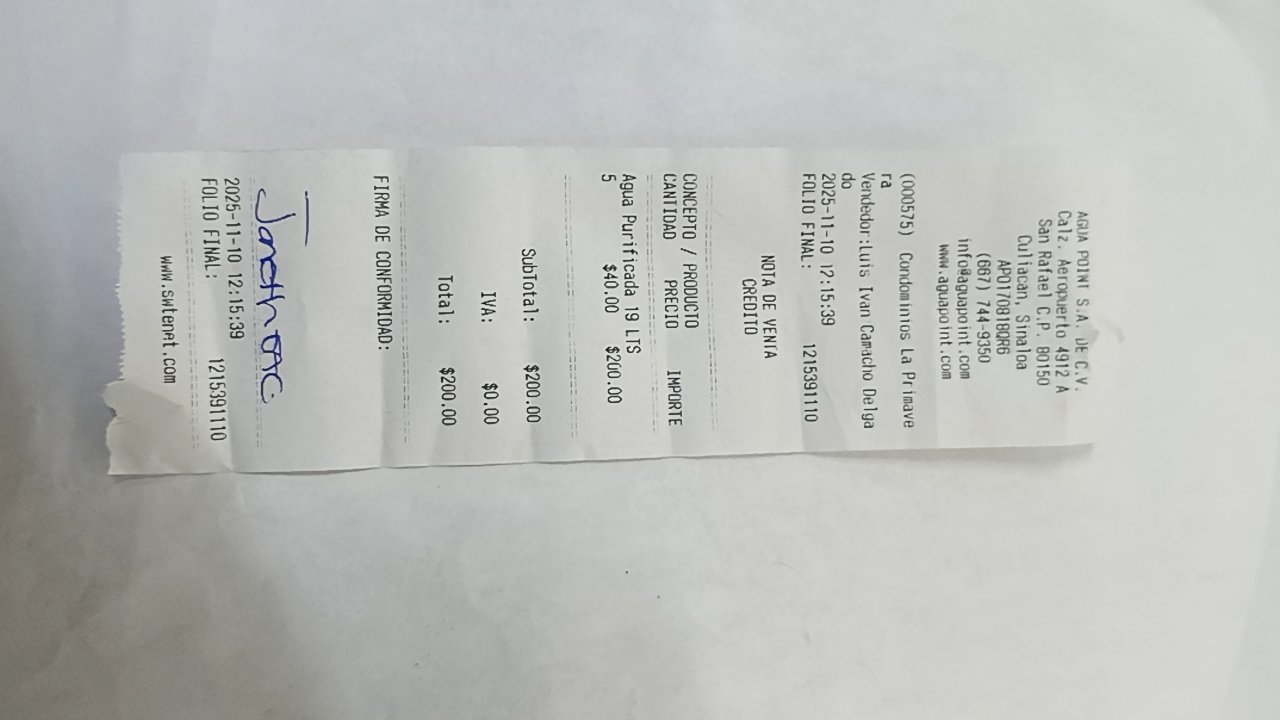 AGUA POINT S.A. DE C.V.
Calz. Aeropuerto 4912 A
San Rafael C.P. 80150
Culiacan, Sinaloa
APO170818QR6
(667) 744-9350
info@aguapoint.com
www.aguapoint.com
(000575) Condominios La Primave
ra
Vendedor:Luis Ivan Camacho Delga
do
2025-11-10 12:15:39
FOLIO FINAL: 1215391110
NOTA DE VENTA
CREDITO
CONCEPTO / PRODUCTO
CANTIDAD PRECIO IMPORTE
Agua Purificada 19 LTS
5 $40.00 $200.00
SubTotal: $200.00
IVA: $0.00
Total: $200.00
FIRMA DE CONFORMIDAD:
2025-11-10 12:15:39
FOLIO FINAL: 1215391110
www.swtenet.com